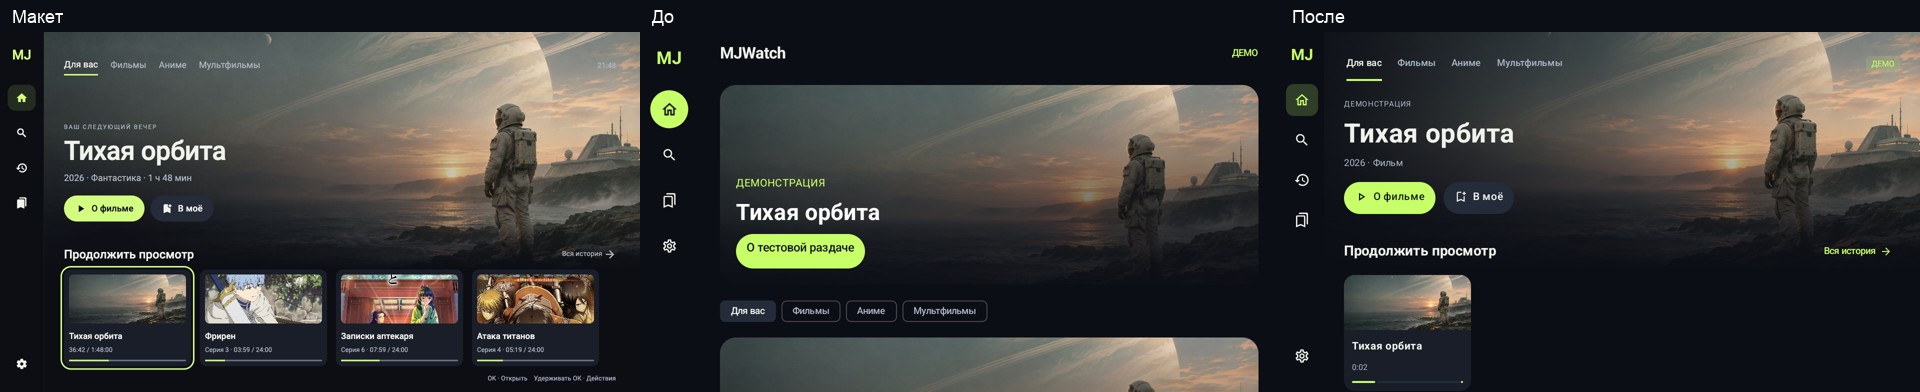 Макет
MJ
Для вас Фильмы Аниме Мультфильмы
21:48
ВАШ СЛЕДУЮЩИЙ ВЕЧЕР
Тихая орбита
2026 · Фантастика · 1 ч 48 мин
О фильме В моё
Продолжить просмотр
Вся история
Тихая орбита
36:42 / 1:48:00
Фрирен
Серия 3 · 03:59 / 24:00
Записки аптекаря
Серия 6 · 07:59 / 24:00
Атака титанов
Серия 4 · 05:19 / 24:00
OK · Открыть Удерживать OK · Действия
До
MJ
MJWatch
ДЕМО
ДЕМОНСТРАЦИЯ
Тихая орбита
О тестовой раздаче
Для вас Фильмы Аниме Мультфильмы
После
MJ
Для вас Фильмы Аниме Мультфильмы
ДЕМО
ДЕМОНСТРАЦИЯ
Тихая орбита
2026 · Фильм
О фильме В моё
Продолжить просмотр
Вся история
Тихая орбита
0:02